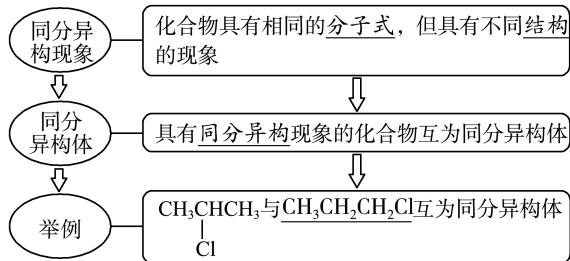 同分异
构现象
化合物具有相同的分子式，但具有不同结构
的现象
同分
异构体
具有同分异构现象的化合物互为同分异构体
举例
CH₃CHCH₃与CH₃CH₂CH₂Cl互为同分异构体
Cl